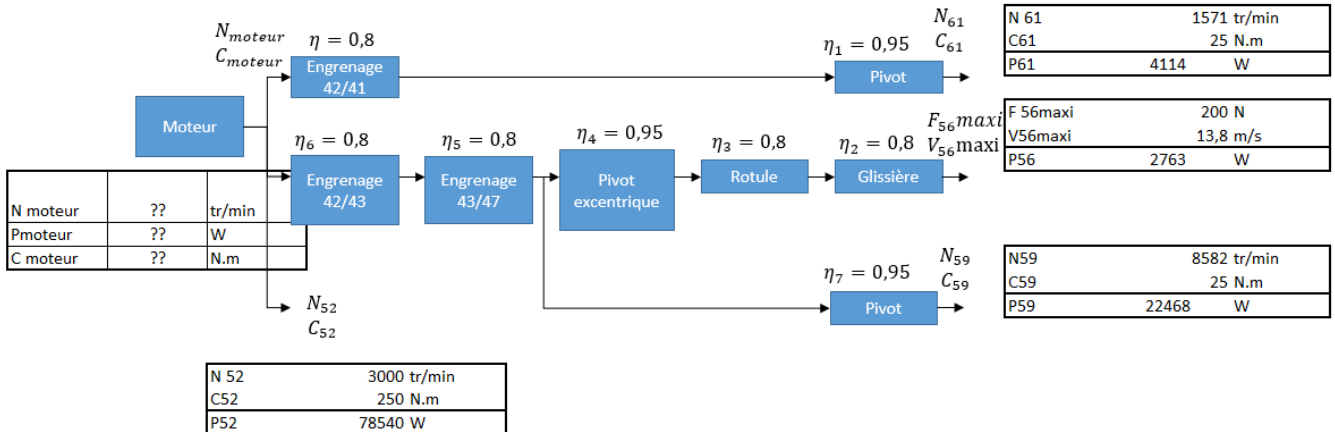 N_moteur
C_moteur
η = 0,8
Engrenage
42/41
η₁ = 0,95
Pivot
N₆₁
C₆₁
N 61 1571 tr/min
C61 25 N.m
P61 4114 W
Moteur
η₆ = 0,8
Engrenage
42/43
η₅ = 0,8
Engrenage
43/47
η₄ = 0,95
Pivot
excentrique
η₃ = 0,8
Rotule
η₂ = 0,8
Glissière
F₅₆maxi
V₅₆maxi
F 56maxi 200 N
V56maxi 13,8 m/s
P56 2763 W
N moteur ?? tr/min
Pmoteur ?? W
C moteur ?? N.m
η₇ = 0,95
Pivot
N₅₉
C₅₉
N59 8582 tr/min
C59 25 N.m
P59 22468 W
N₅₂
C₅₂
N 52 3000 tr/min
C52 250 N.m
P52 78540 W